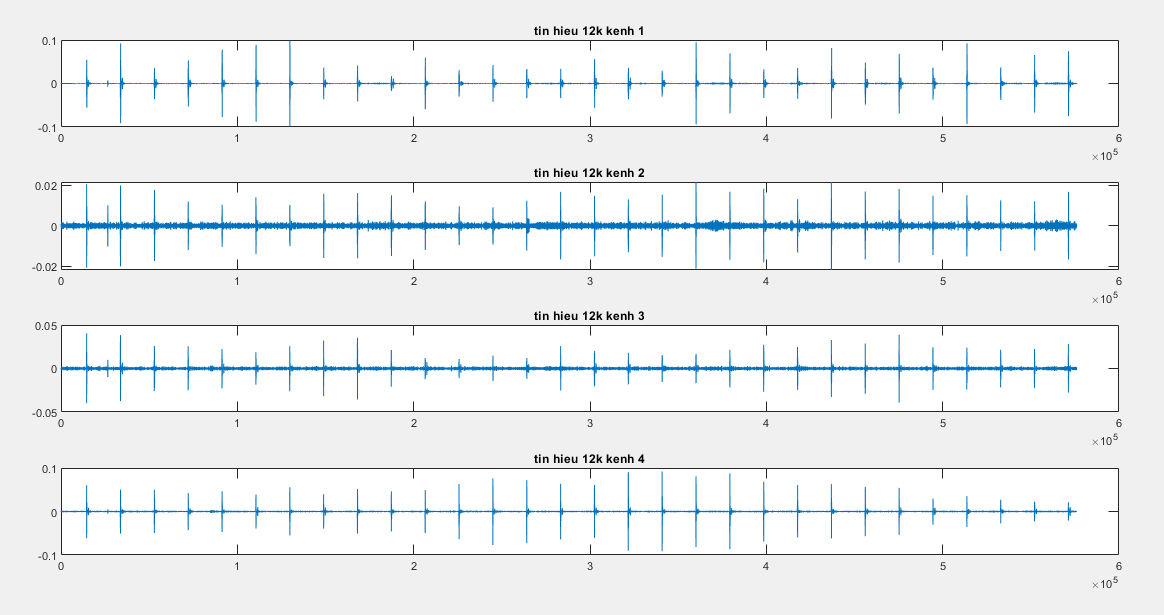 tin hieu 12k kenh 1
0.1
0
-0.1
0 1 2 3 4 5 6
×10^5
tin hieu 12k kenh 2
0.02
0
-0.02
0 1 2 3 4 5 6
×10^5
tin hieu 12k kenh 3
0.05
0
-0.05
0 1 2 3 4 5 6
×10^5
tin hieu 12k kenh 4
0.1
0
-0.1
0 1 2 3 4 5 6
×10^5